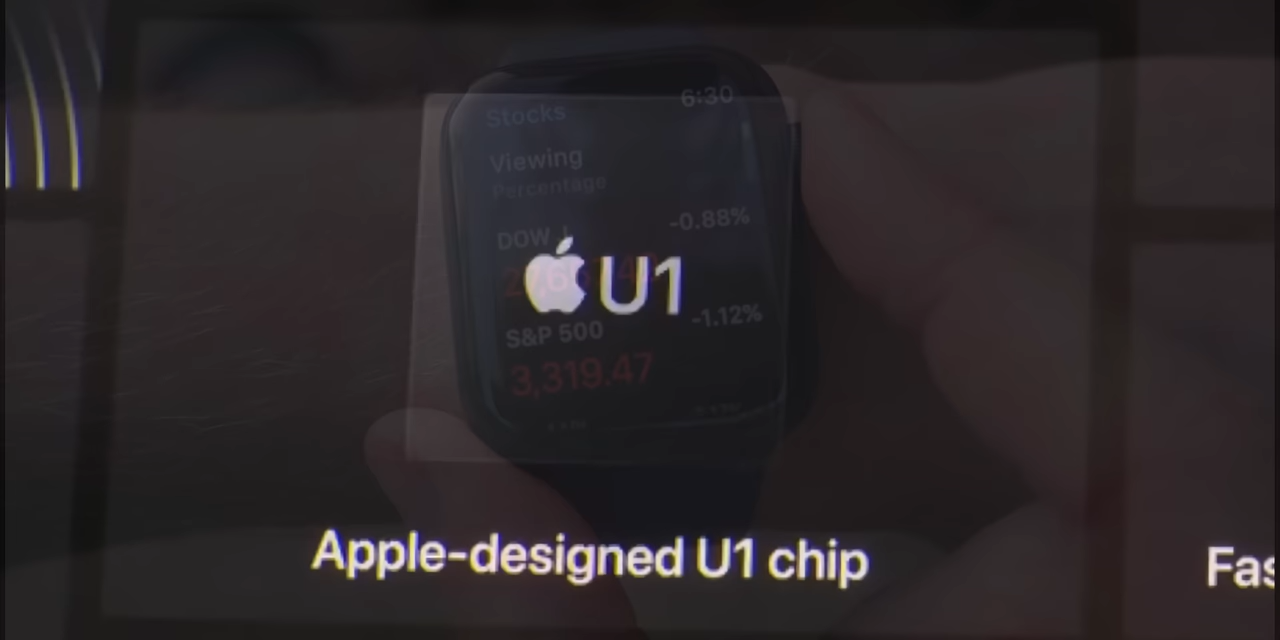 6:30
Stocks
Viewing
Percentage
-0.88%
DOW ↓
U1
-1.12%
S&P 500
3,319.47
Apple-designed U1 chip
Fas